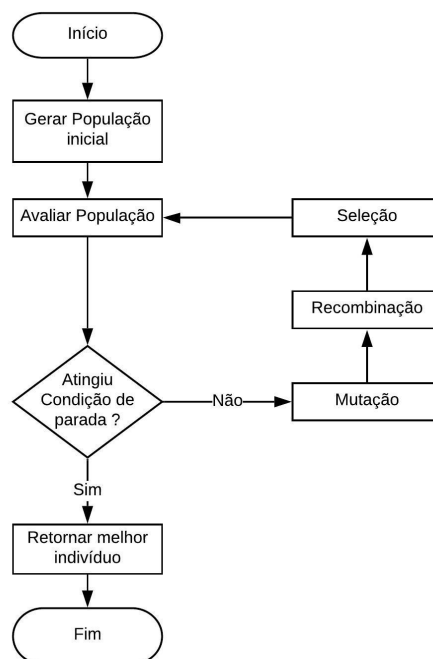 Início
Gerar População
inicial
Avaliar População
Seleção
Recombinação
Atingiu
Condição de
parada ?
Não
Mutação
Sim
Retornar melhor
indivíduo
Fim